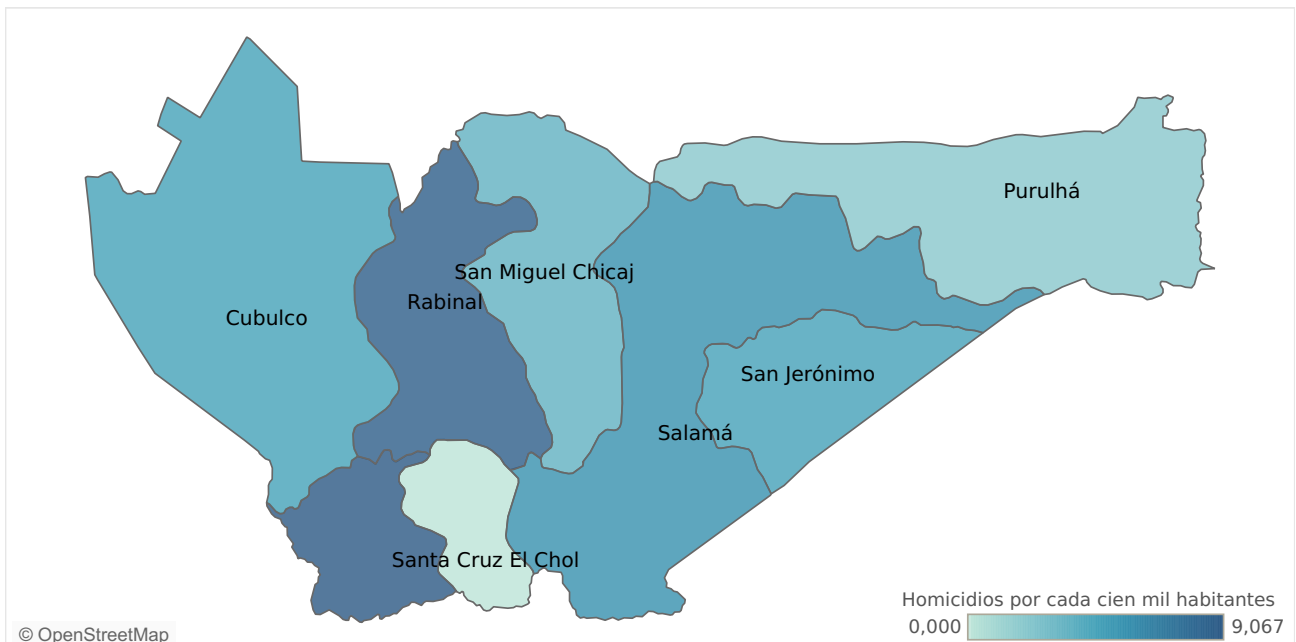 Purulhá
San Miguel Chicaj
Rabinal
Cubulco
San Jerónimo
Salamá
Santa Cruz El Chol
Homicidios por cada cien mil habitantes
0,000 9,067
© OpenStreetMap